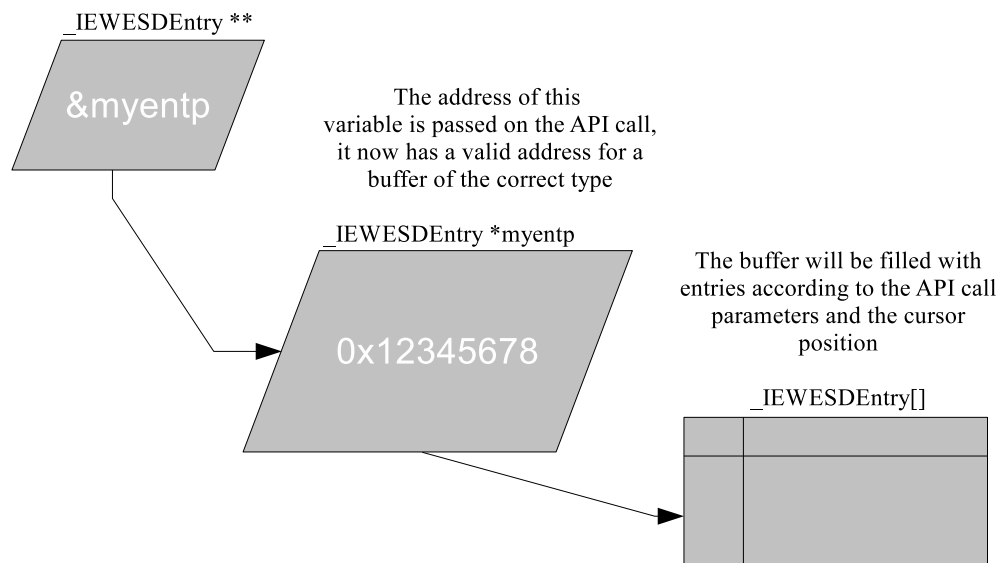 _IEWESDEntry **
&myentp
The address of this
variable is passed on the API call,
it now has a valid address for a
buffer of the correct type
_IEWESDEntry *myentp
0x12345678
The buffer will be filled with
entries according to the API call
parameters and the cursor
position
_IEWESDEntry[]